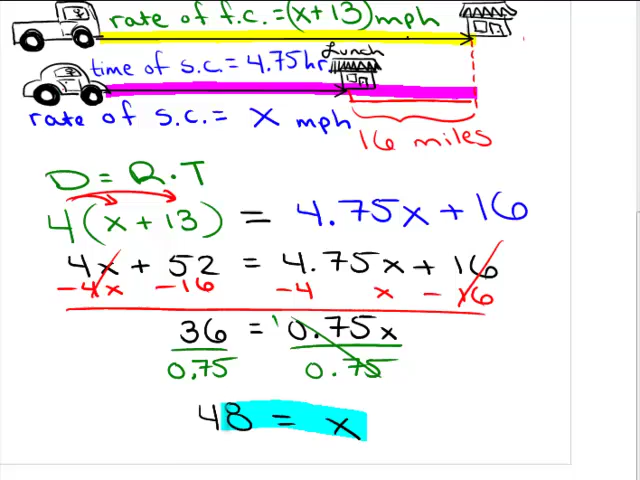 rate of f.c. = (x+13) mph
Lunch
time of s.c. = 4.75 hr
rate of s.c. = x mph
16 miles
D = R·T
4(x+13) = 4.75x+16
4x + 52 = 4.75x+16
-4x -16 -4 x -16
36 = 0.75x
0.75 0.75
48 = x